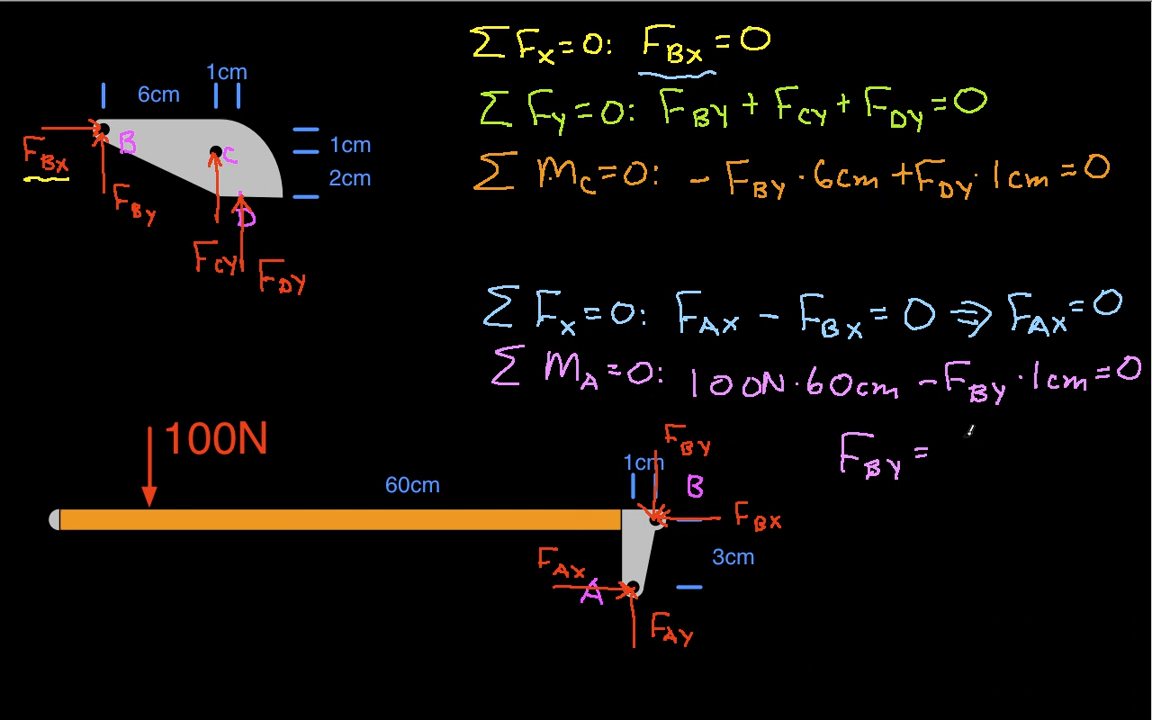 ΣFx=0: FBx=0
1cm
6cm
ΣFy=0: FBY+FCY+FDY=0
FBX
B
C
1cm
2cm
ΣMC=0: -FBY·6cm+FDY·1cm=0
FBY
D
FCY
FDY
ΣFx=0: FAX-FBX=0⇒FAX=0
ΣMA=0: 100N·60cm-FBY·1cm=0
100N
FBY
FBY=
1cm
60cm
B
FBX
3cm
FAX
A
FAY